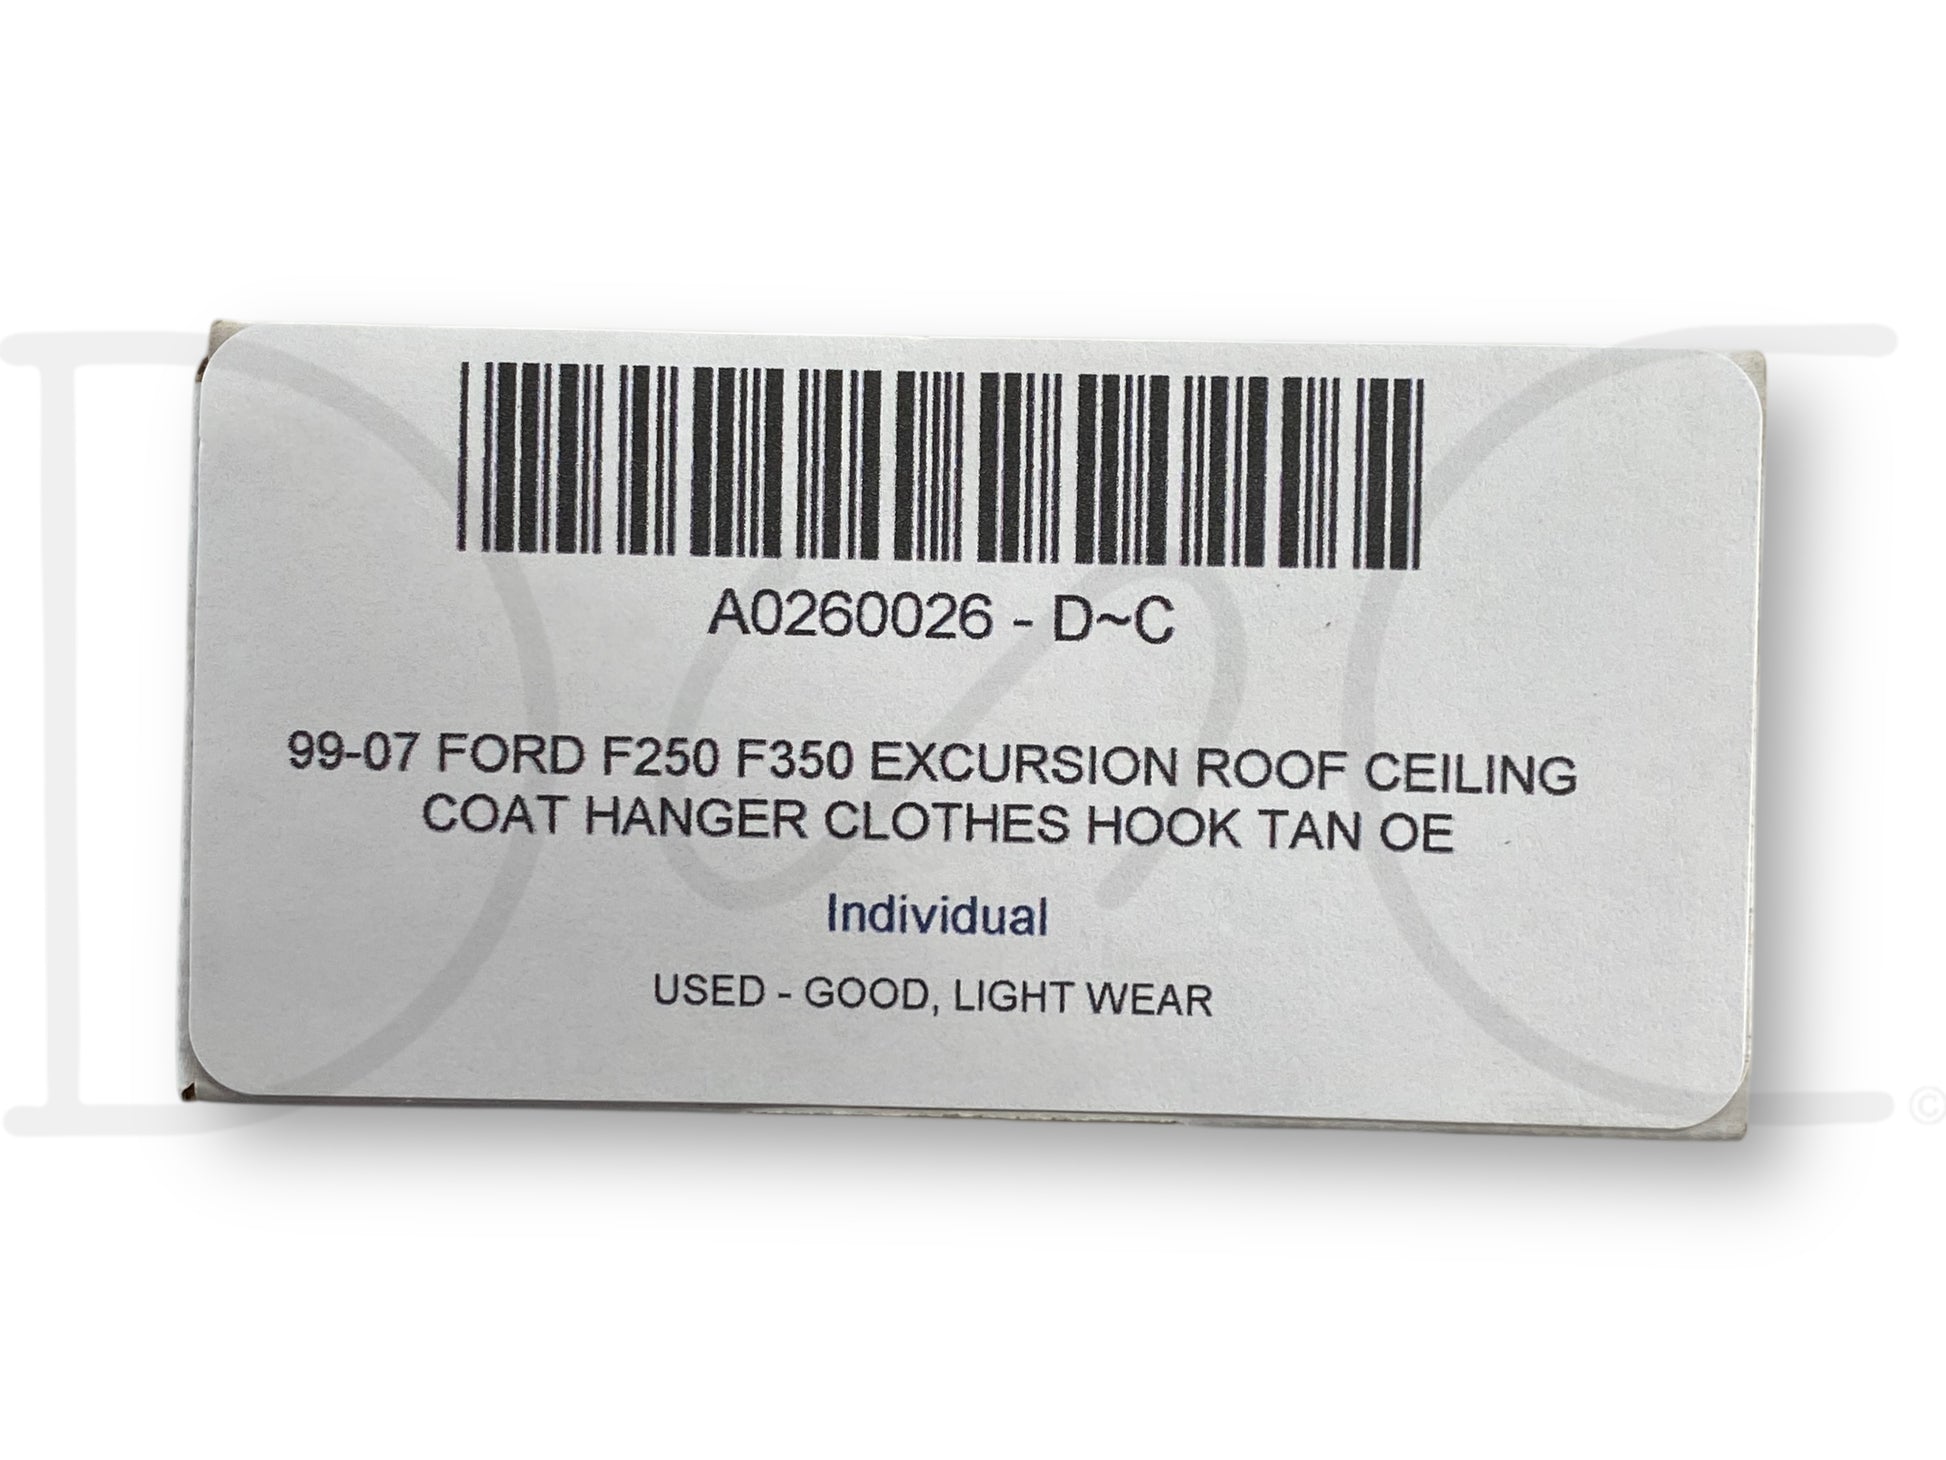 A0260026 - D~C
99-07 FORD F250 F350 EXCURSION ROOF CEILING
COAT HANGER CLOTHES HOOK TAN OE
Individual
USED - GOOD, LIGHT WEAR
D~C
©